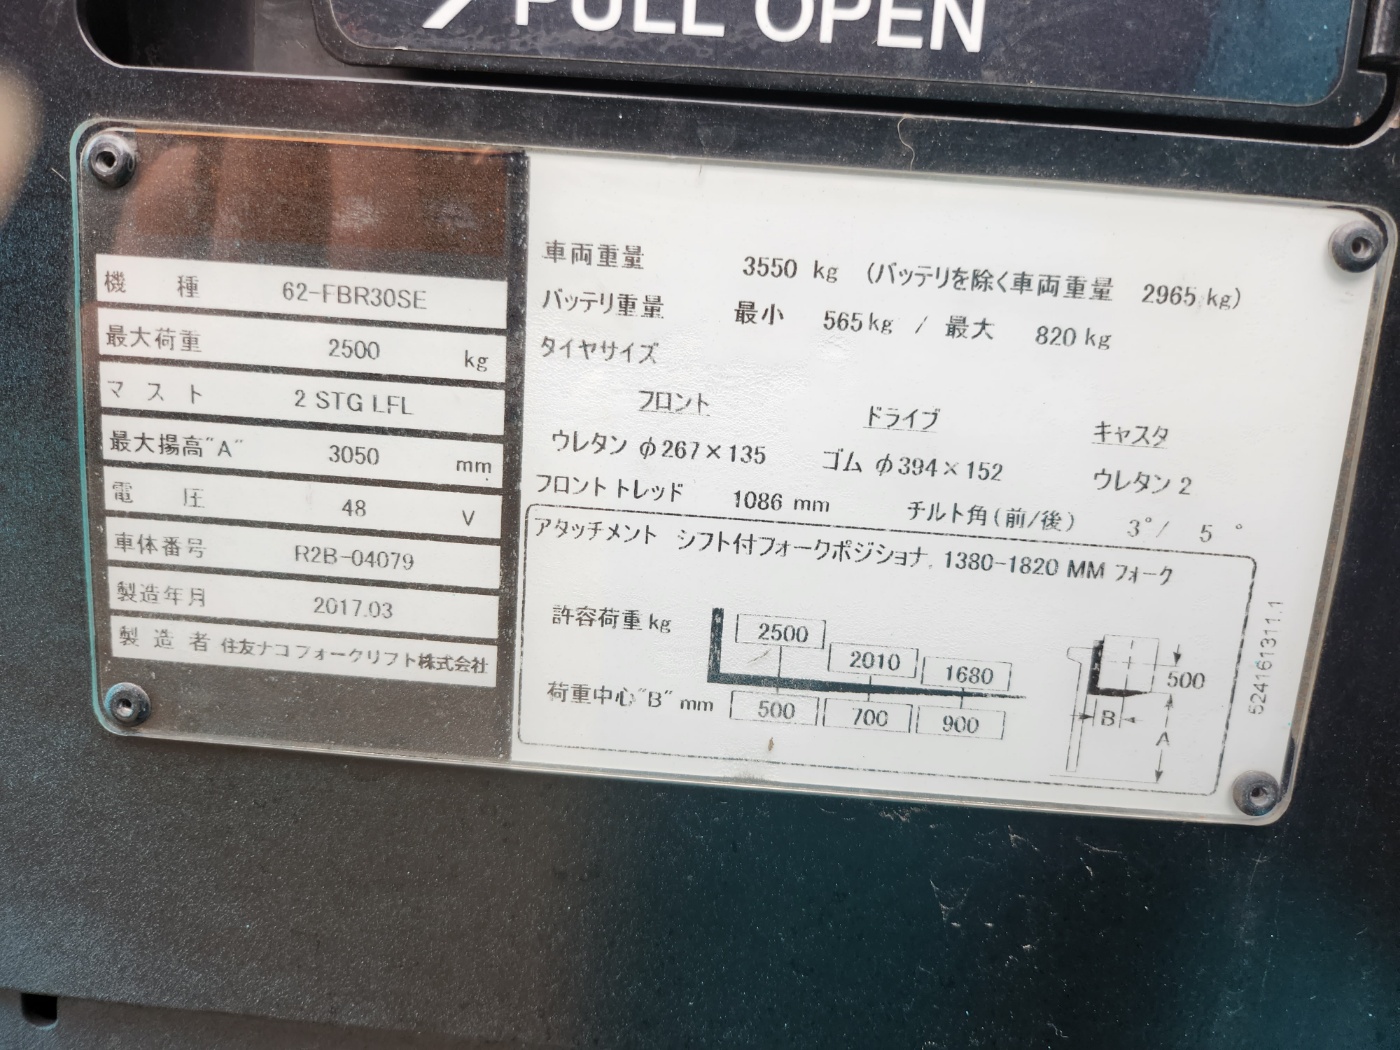 PULL OPEN
機種 62-FBR30SE
最大荷重 2500 kg
マスト 2 STG LFL
最大揚高"A" 3050 mm
電圧 48 V
車体番号 R2B-04079
製造年月 2017.03
製造者 住友ナコフォークリフト株式会社
車両重量 3550 kg (バッテリを除く車両重量 2965 kg)
バッテリ重量 最小 565kg / 最大 820kg
タイヤサイズ
フロント ドライブ キャスタ
ウレタン φ267×135 ゴム φ394×152 ウレタン2
フロントトレッド 1086 mm チルト角(前/後) 3°/ 5°
アタッチメント シフト付フォークポジショナ, 1380-1820 MM フォーク
許容荷重kg 2500 2010 1680
荷重中心"B"mm 500 700 900
500
B
A
524161311.1